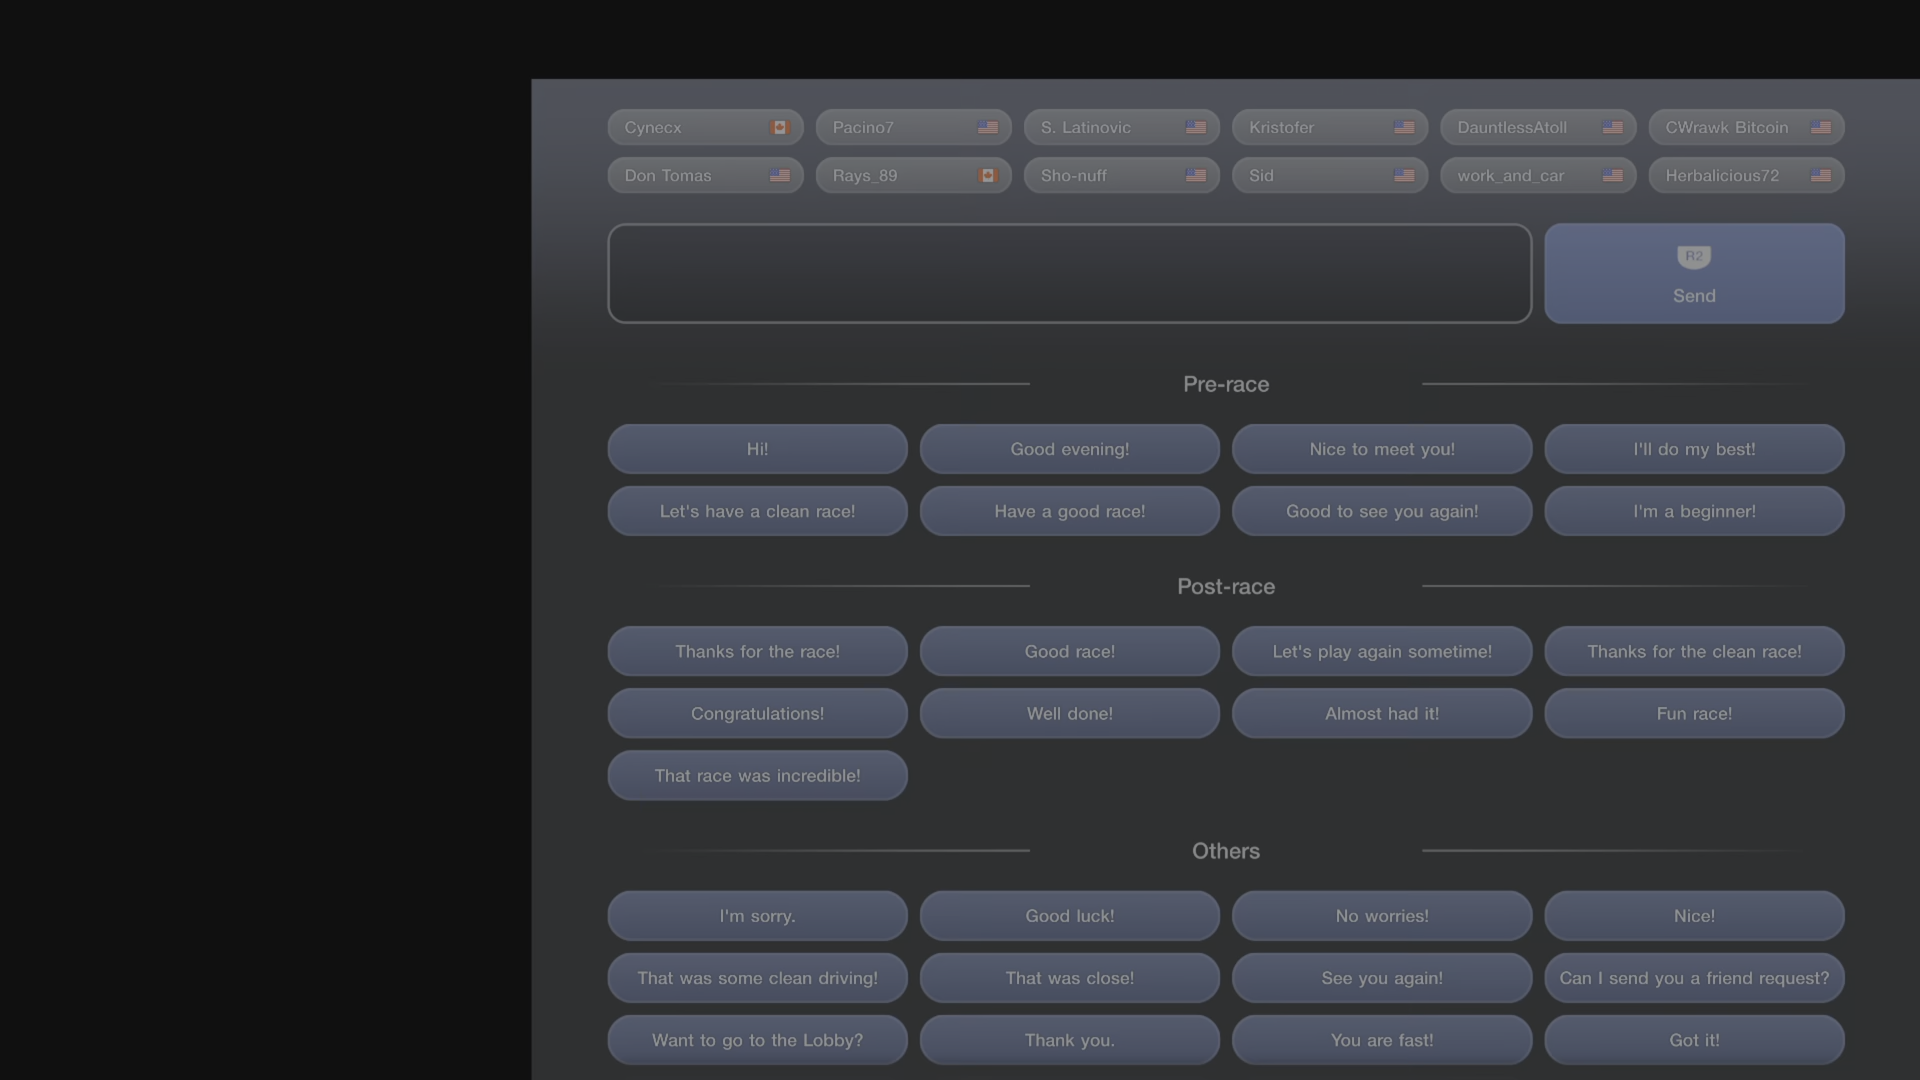 Cynecx Pacino7 S. Latinovic Kristofer DauntlessAtoll CWrawk Bitcoin
Don Tomas Rays_89 Sho-nuff Sid work_and_car Herbalicious72
R2
Send
Pre-race
Hi! Good evening! Nice to meet you! I'll do my best!
Let's have a clean race! Have a good race! Good to see you again! I'm a beginner!
Post-race
Thanks for the race! Good race! Let's play again sometime! Thanks for the clean race!
Congratulations! Well done! Almost had it! Fun race!
That race was incredible!
Others
I'm sorry. Good luck! No worries! Nice!
That was some clean driving! That was close! See you again! Can I send you a friend request?
Want to go to the Lobby? Thank you. You are fast! Got it!